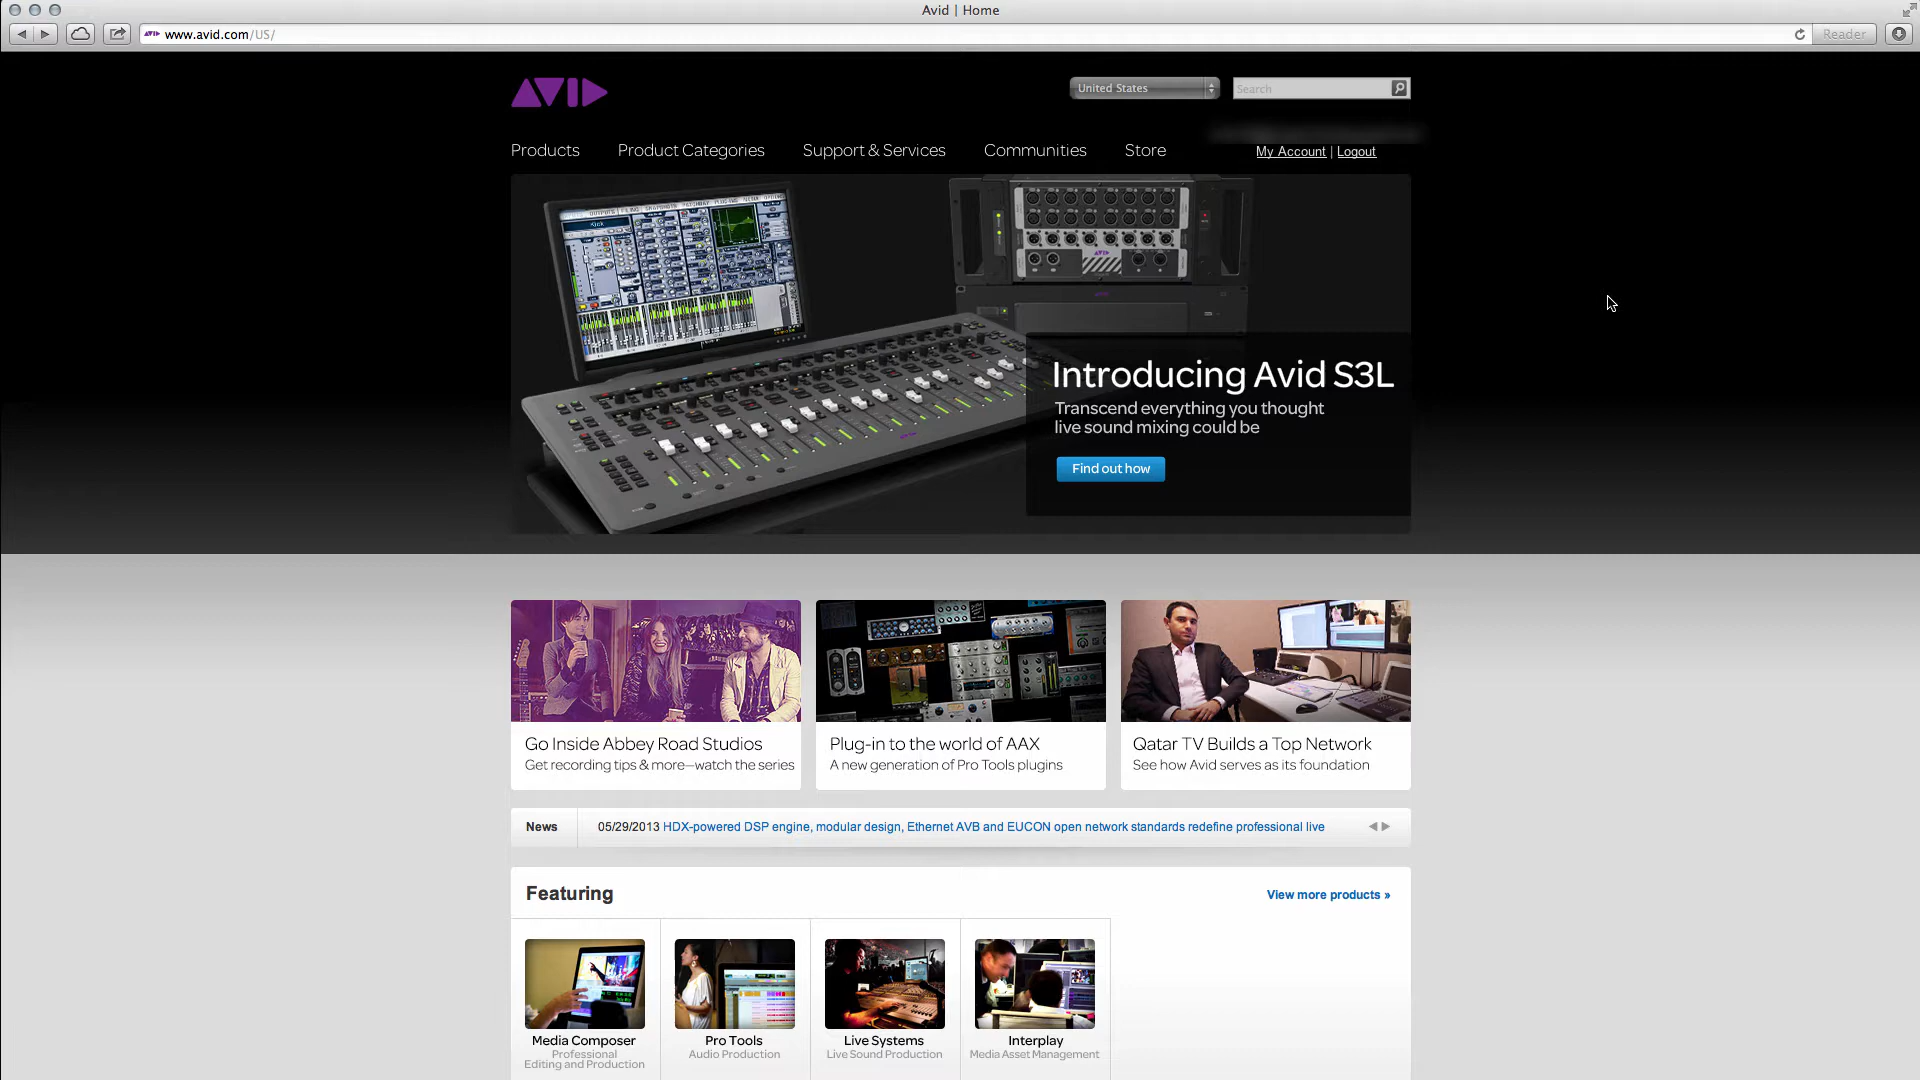 Avid | Home
www.avid.com/US/
Reader
AVID
United States
Search
Products
Product Categories
Support & Services
Communities
Store
My Account | Logout
Kick
Introducing Avid S3L
Transcend everything you thought
live sound mixing could be
Find out how
Go Inside Abbey Road Studios
Get recording tips & more—watch the series
Plug-in to the world of AAX
A new generation of Pro Tools plugins
Qatar TV Builds a Top Network
See how Avid serves as its foundation
News
05/29/2013 HDX-powered DSP engine, modular design, Ethernet AVB and EUCON open network standards redefine professional live
Featuring
View more products »
Media Composer
Professional
Editing and Production
Pro Tools
Audio Production
Live Systems
Live Sound Production
Interplay
Media Asset Management